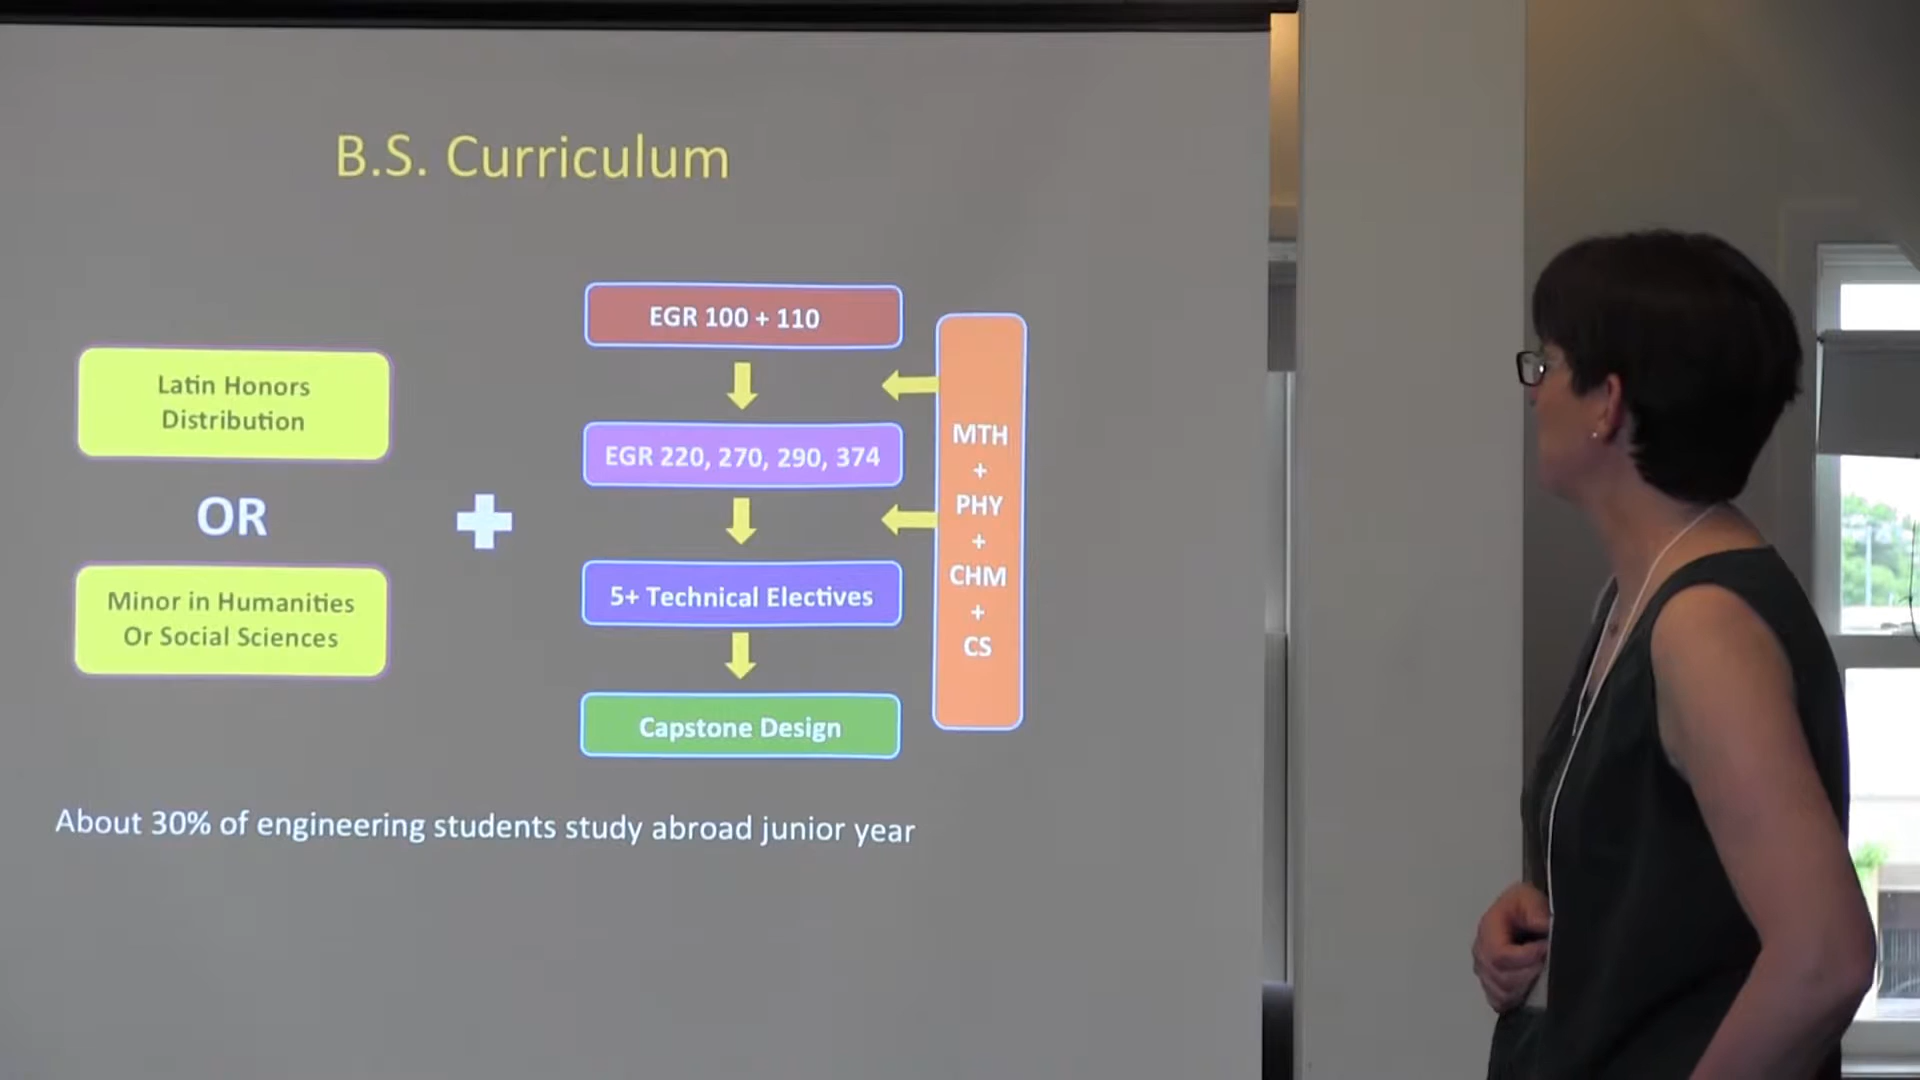 B.S. Curriculum
Latin Honors
Distribution
OR
Minor in Humanities
Or Social Sciences
+
EGR 100 + 110
EGR 220, 270, 290, 374
5+ Technical Electives
Capstone Design
MTH
+
PHY
+
CHM
+
CS
About 30% of engineering students study abroad junior year